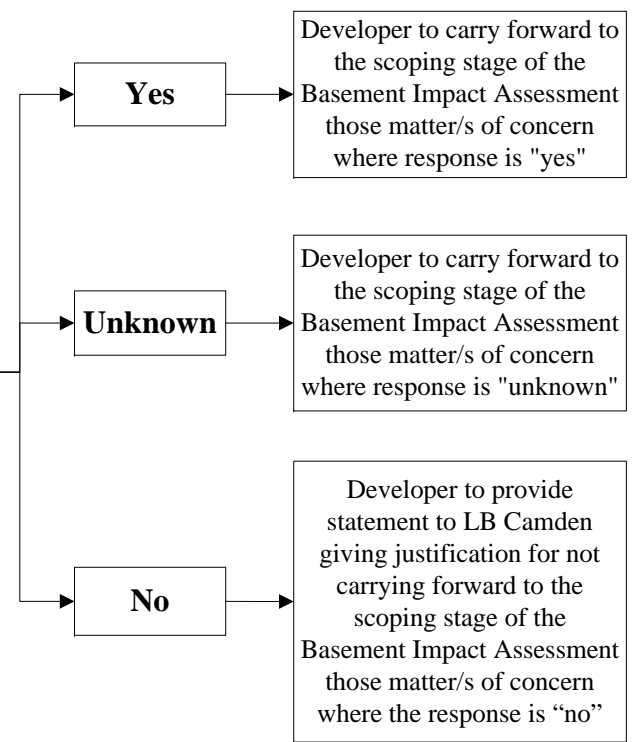 Yes
Developer to carry forward to
the scoping stage of the
Basement Impact Assessment
those matter/s of concern
where response is "yes"
Unknown
Developer to carry forward to
the scoping stage of the
Basement Impact Assessment
those matter/s of concern
where response is "unknown"
No
Developer to provide
statement to LB Camden
giving justification for not
carrying forward to the
scoping stage of the
Basement Impact Assessment
those matter/s of concern
where the response is “no”